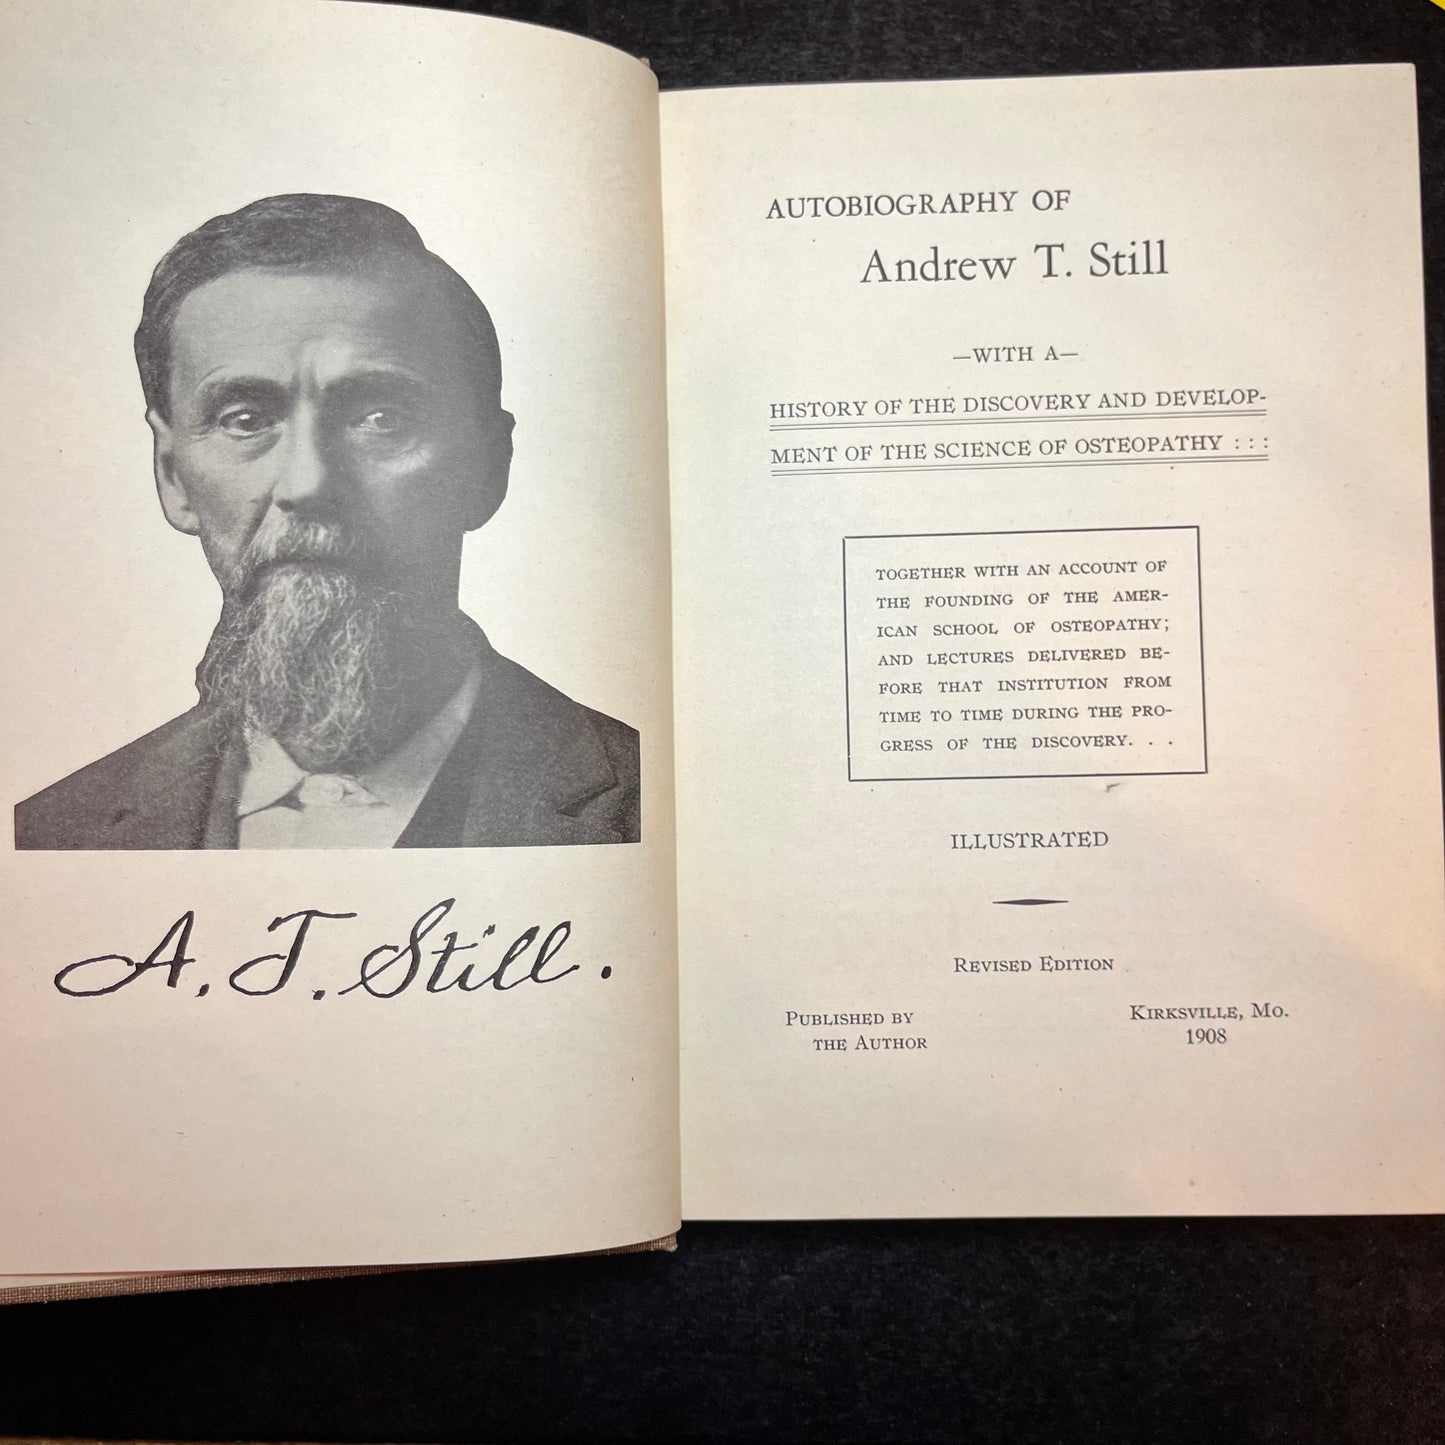 A. T. Still.
AUTOBIOGRAPHY OF
Andrew T. Still
—WITH A—
HISTORY OF THE DISCOVERY AND DEVELOP-
MENT OF THE SCIENCE OF OSTEOPATHY : : :
TOGETHER WITH AN ACCOUNT OF
THE FOUNDING OF THE AMER-
ICAN SCHOOL OF OSTEOPATHY;
AND LECTURES DELIVERED BE-
FORE THAT INSTITUTION FROM
TIME TO TIME DURING THE PRO-
GRESS OF THE DISCOVERY. . .
ILLUSTRATED
REVISED EDITION
PUBLISHED BY
THE AUTHOR
KIRKSVILLE, MO.
1908